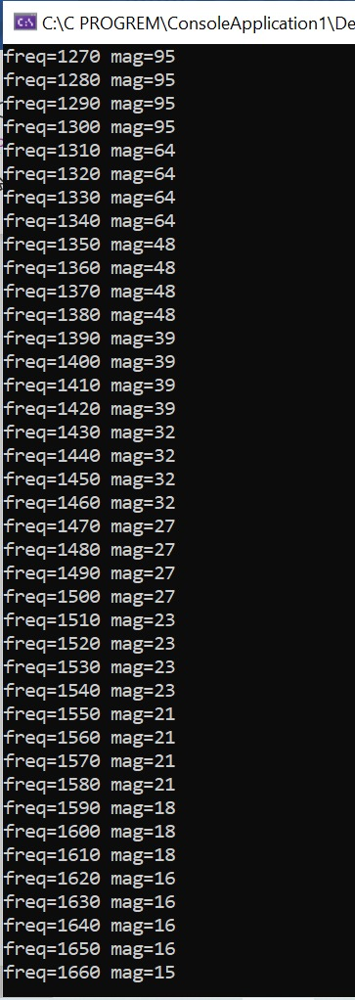 C:\C PROGREM\ConsoleApplication1\De
freq=1270 mag=95
freq=1280 mag=95
freq=1290 mag=95
freq=1300 mag=95
freq=1310 mag=64
freq=1320 mag=64
freq=1330 mag=64
freq=1340 mag=64
freq=1350 mag=48
freq=1360 mag=48
freq=1370 mag=48
freq=1380 mag=48
freq=1390 mag=39
freq=1400 mag=39
freq=1410 mag=39
freq=1420 mag=39
freq=1430 mag=32
freq=1440 mag=32
freq=1450 mag=32
freq=1460 mag=32
freq=1470 mag=27
freq=1480 mag=27
freq=1490 mag=27
freq=1500 mag=27
freq=1510 mag=23
freq=1520 mag=23
freq=1530 mag=23
freq=1540 mag=23
freq=1550 mag=21
freq=1560 mag=21
freq=1570 mag=21
freq=1580 mag=21
freq=1590 mag=18
freq=1600 mag=18
freq=1610 mag=18
freq=1620 mag=16
freq=1630 mag=16
freq=1640 mag=16
freq=1650 mag=16
freq=1660 mag=15